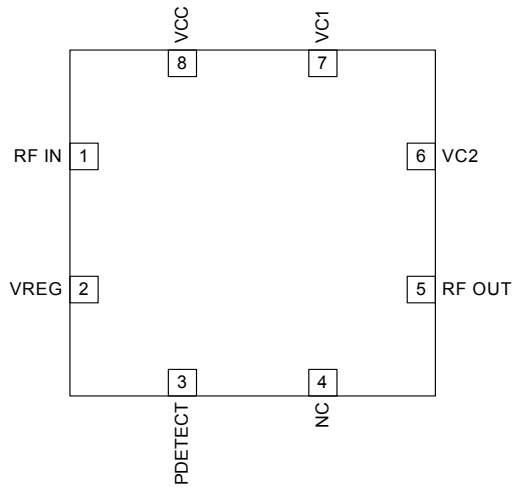 VCC
VC1
8
7
RF IN 1
6 VC2
VREG 2
5 RF OUT
3
4
PDETECT
NC